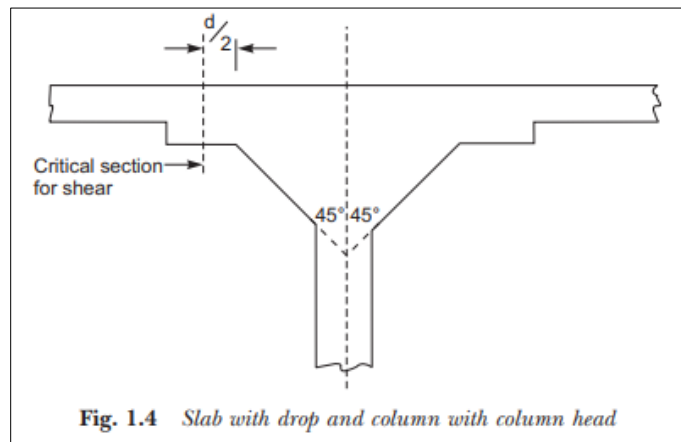 d/2
Critical section
for shear
45° 45°
Fig. 1.4 Slab with drop and column with column head